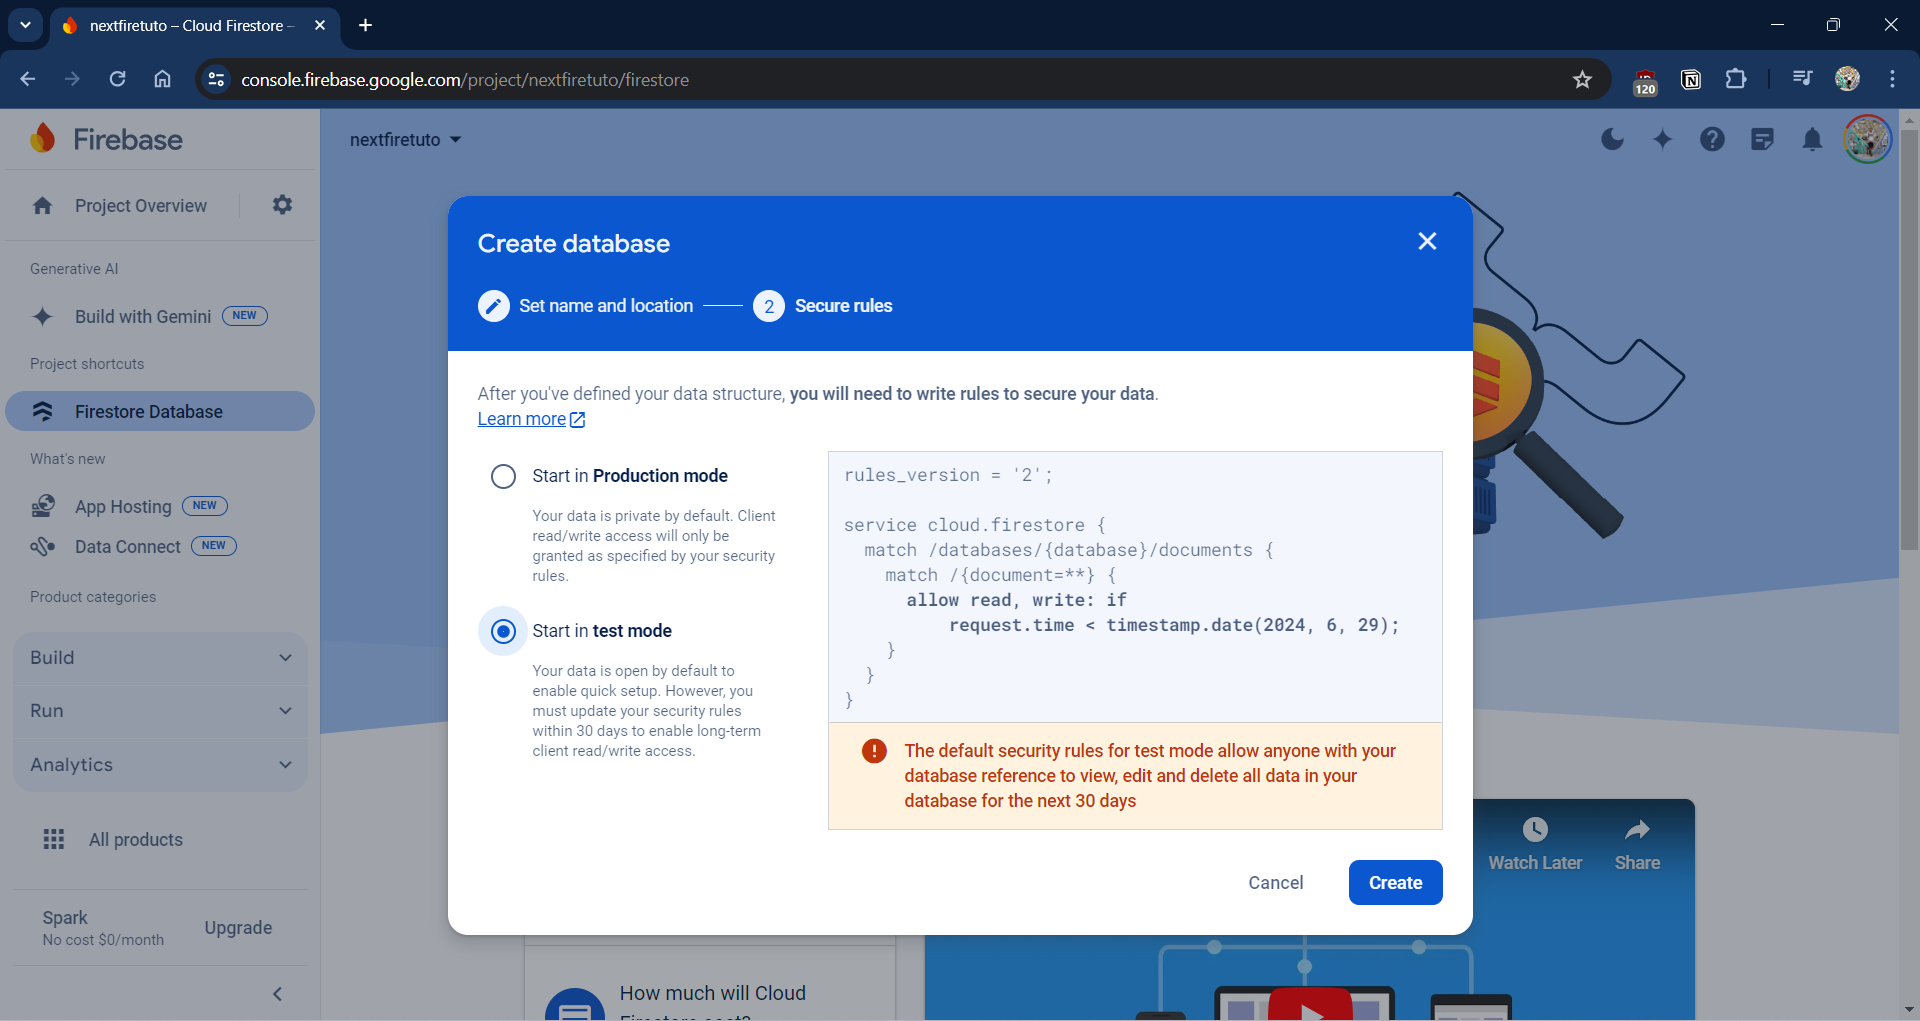 nextfiretuto – Cloud Firestore –
console.firebase.google.com/project/nextfiretuto/firestore
120
Firebase
nextfiretuto
Project Overview
Generative AI
Build with Gemini NEW
Project shortcuts
Firestore Database
What's new
App Hosting NEW
Data Connect NEW
Product categories
Build
Run
Analytics
All products
Spark
No cost $0/month
Upgrade
Create database
Set name and location
2 Secure rules
After you've defined your data structure, you will need to write rules to secure your data.
Learn more
Start in Production mode
Your data is private by default. Client
read/write access will only be
granted as specified by your security
rules.
Start in test mode
Your data is open by default to
enable quick setup. However, you
must update your security rules
within 30 days to enable long-term
client read/write access.
rules_version = '2';
service cloud.firestore {
match /databases/{database}/documents {
match /{document=**} {
allow read, write: if
request.time < timestamp.date(2024, 6, 29);
}
}
}
The default security rules for test mode allow anyone with your
database reference to view, edit and delete all data in your
database for the next 30 days
Cancel
Create
Watch Later
Share
How much will Cloud
Firestore cost?